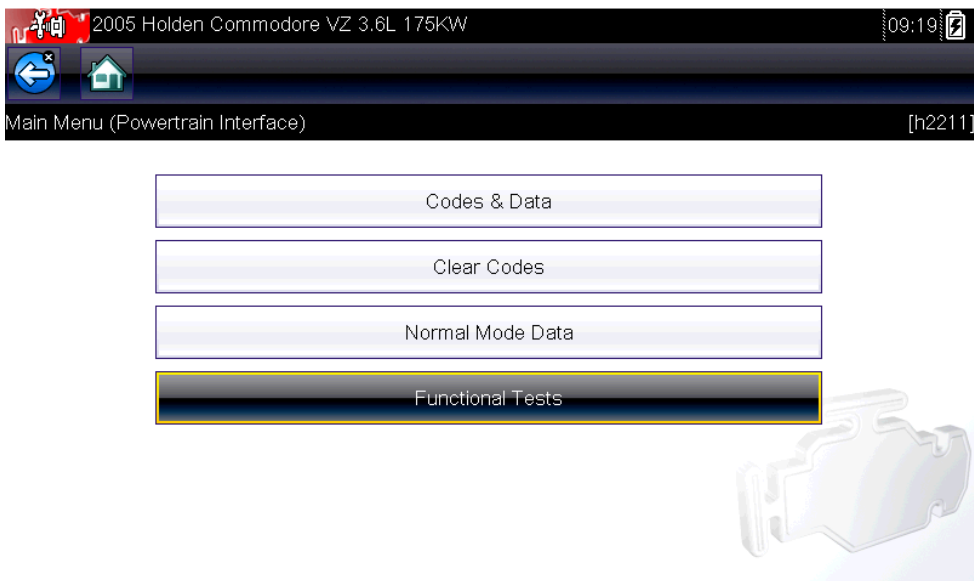 2005 Holden Commodore VZ 3.6L 175KW 09:19
Main Menu (Powertrain Interface) [h2211]
Codes & Data
Clear Codes
Normal Mode Data
Functional Tests